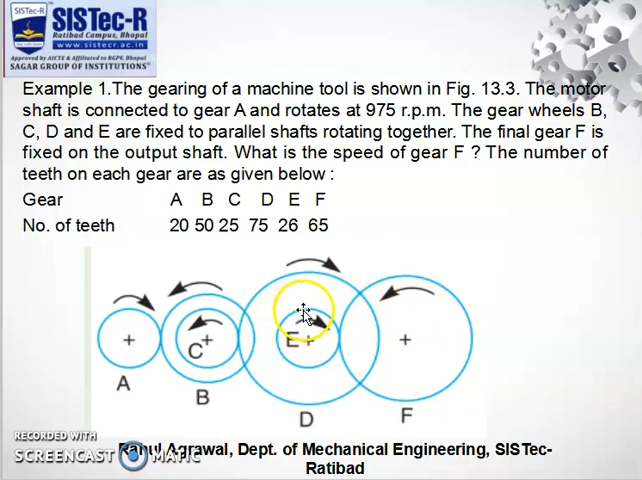 SISTec-R
SISTec-R
Ratibad Campus, Bhopal
www.sistecr.ac.in
Approved by AICTE & Affiliated to RGPV, Bhopal
SAGAR GROUP OF INSTITUTIONS
Example 1.The gearing of a machine tool is shown in Fig. 13.3. The motor
shaft is connected to gear A and rotates at 975 r.p.m. The gear wheels B,
C, D and E are fixed to parallel shafts rotating together. The final gear F is
fixed on the output shaft. What is the speed of gear F ? The number of
teeth on each gear are as given below :
Gear A B C D E F
No. of teeth 20 50 25 75 26 65
C E
A B D F
RECORDED WITH
SCREENCAST MATIC
Rahul Agrawal, Dept. of Mechanical Engineering, SISTec-
Ratibad